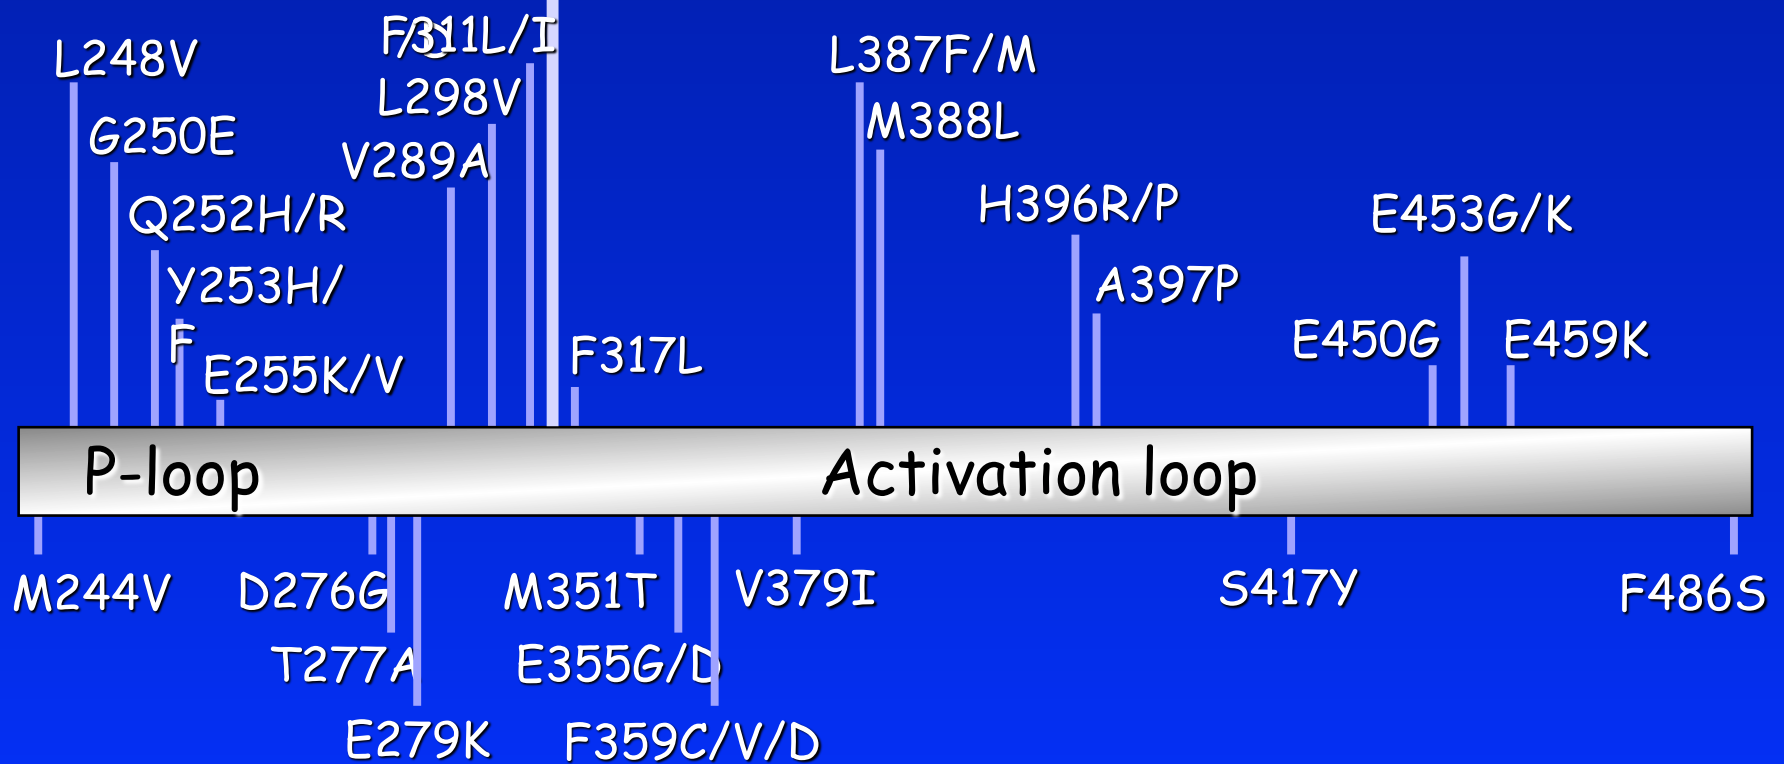 F311L/I
/D
L248V
L298V
L387F/M
M388L
G250E
V289A
Q252H/R
H396R/P
E453G/K
Y253H/
F
A397P
E255K/V
F317L
E450G
E459K
P-loop
Activation loop
M244V
D276G
M351T
V379I
S417Y
F486S
T277A
E355G/D
E279K
F359C/V/D